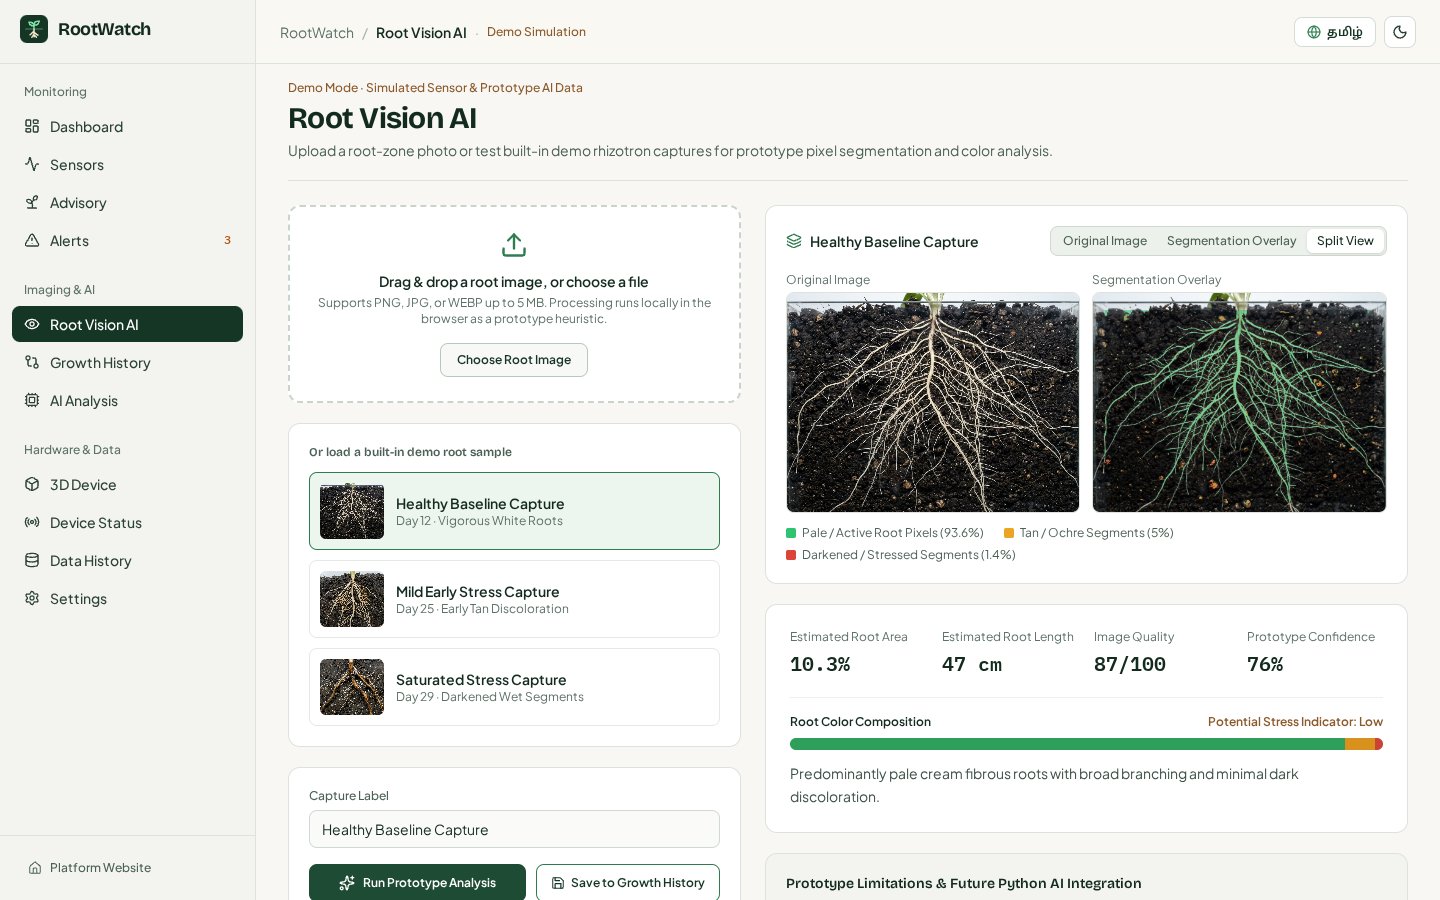 RootWatch
RootWatch / Root Vision AI · Demo Simulation
தமிழ்
Monitoring
Dashboard
Sensors
Advisory
Alerts 3
Imaging & AI
Root Vision AI
Growth History
AI Analysis
Hardware & Data
3D Device
Device Status
Data History
Settings
Platform Website
Demo Mode · Simulated Sensor & Prototype AI Data
Root Vision AI
Upload a root-zone photo or test built-in demo rhizotron captures for prototype pixel segmentation and color analysis.
Drag & drop a root image, or choose a file
Supports PNG, JPG, or WEBP up to 5 MB. Processing runs locally in the
browser as a prototype heuristic.
Choose Root Image
Or load a built-in demo root sample
Healthy Baseline Capture
Day 12 · Vigorous White Roots
Mild Early Stress Capture
Day 25 · Early Tan Discoloration
Saturated Stress Capture
Day 29 · Darkened Wet Segments
Capture Label
Healthy Baseline Capture
Run Prototype Analysis
Save to Growth History
Healthy Baseline Capture
Original Image
Segmentation Overlay
Split View
Original Image
Segmentation Overlay
Pale / Active Root Pixels (93.6%)
Tan / Ochre Segments (5%)
Darkened / Stressed Segments (1.4%)
Estimated Root Area
10.3%
Estimated Root Length
47 cm
Image Quality
87/100
Prototype Confidence
76%
Root Color Composition
Potential Stress Indicator: Low
Predominantly pale cream fibrous roots with broad branching and minimal dark
discoloration.
Prototype Limitations & Future Python AI Integration